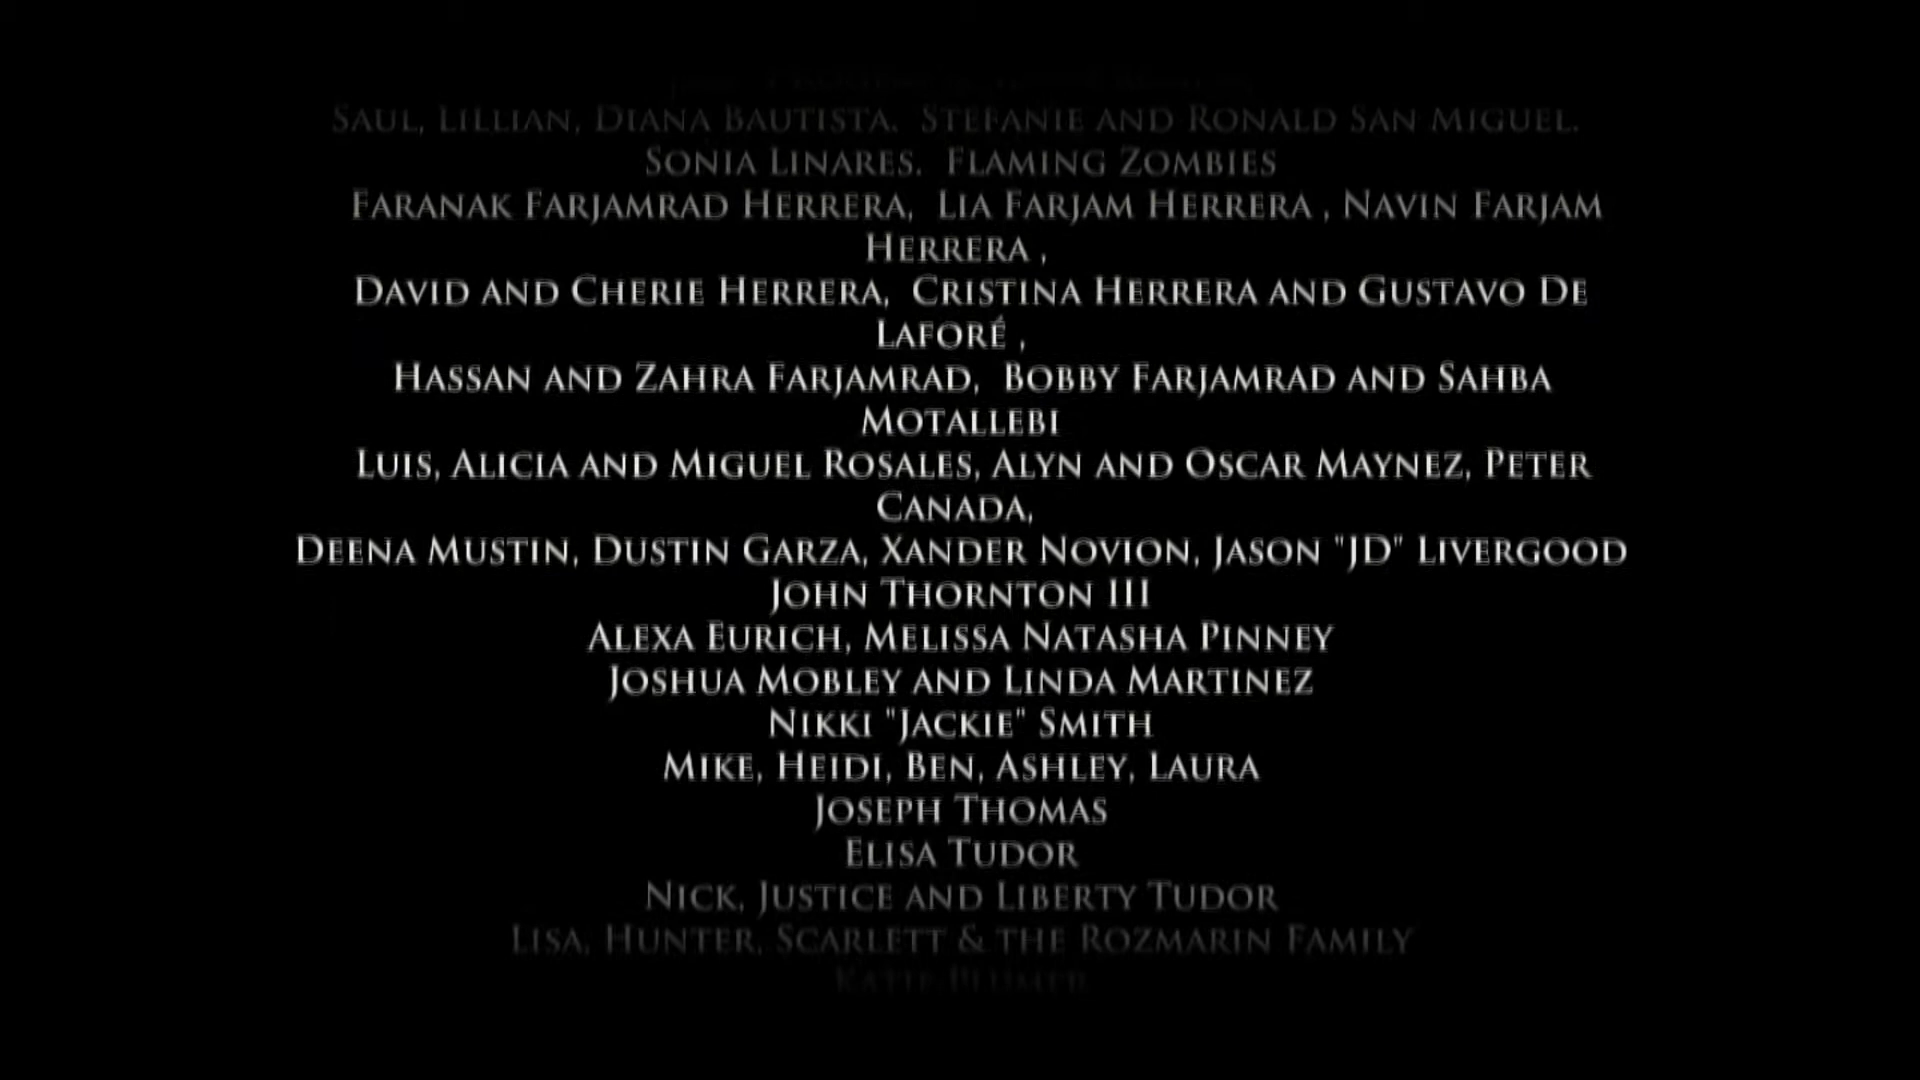 Saul, Lillian, Diana Bautista, Stefanie and Ronald San Miguel,
Sonia Linares, Flaming Zombies
Faranak Farjamrad Herrera, Lia Farjam Herrera , Navin Farjam
Herrera ,
David and Cherie Herrera, Cristina Herrera and Gustavo De
Laforé ,
Hassan and Zahra Farjamrad, Bobby Farjamrad and Sahba
Motallebi
Luis, Alicia and Miguel Rosales, Alyn and Oscar Maynez, Peter
Canada,
Deena Mustin, Dustin Garza, Xander Novion, Jason "JD" Livergood
John Thornton III
Alexa Eurich, Melissa Natasha Pinney
Joshua Mobley and Linda Martinez
Nikki "Jackie" Smith
Mike, Heidi, Ben, Ashley, Laura
Joseph Thomas
Elisa Tudor
Nick, Justice and Liberty Tudor
Lisa, Hunter, Scarlett & the Rozmarin Family
Katie